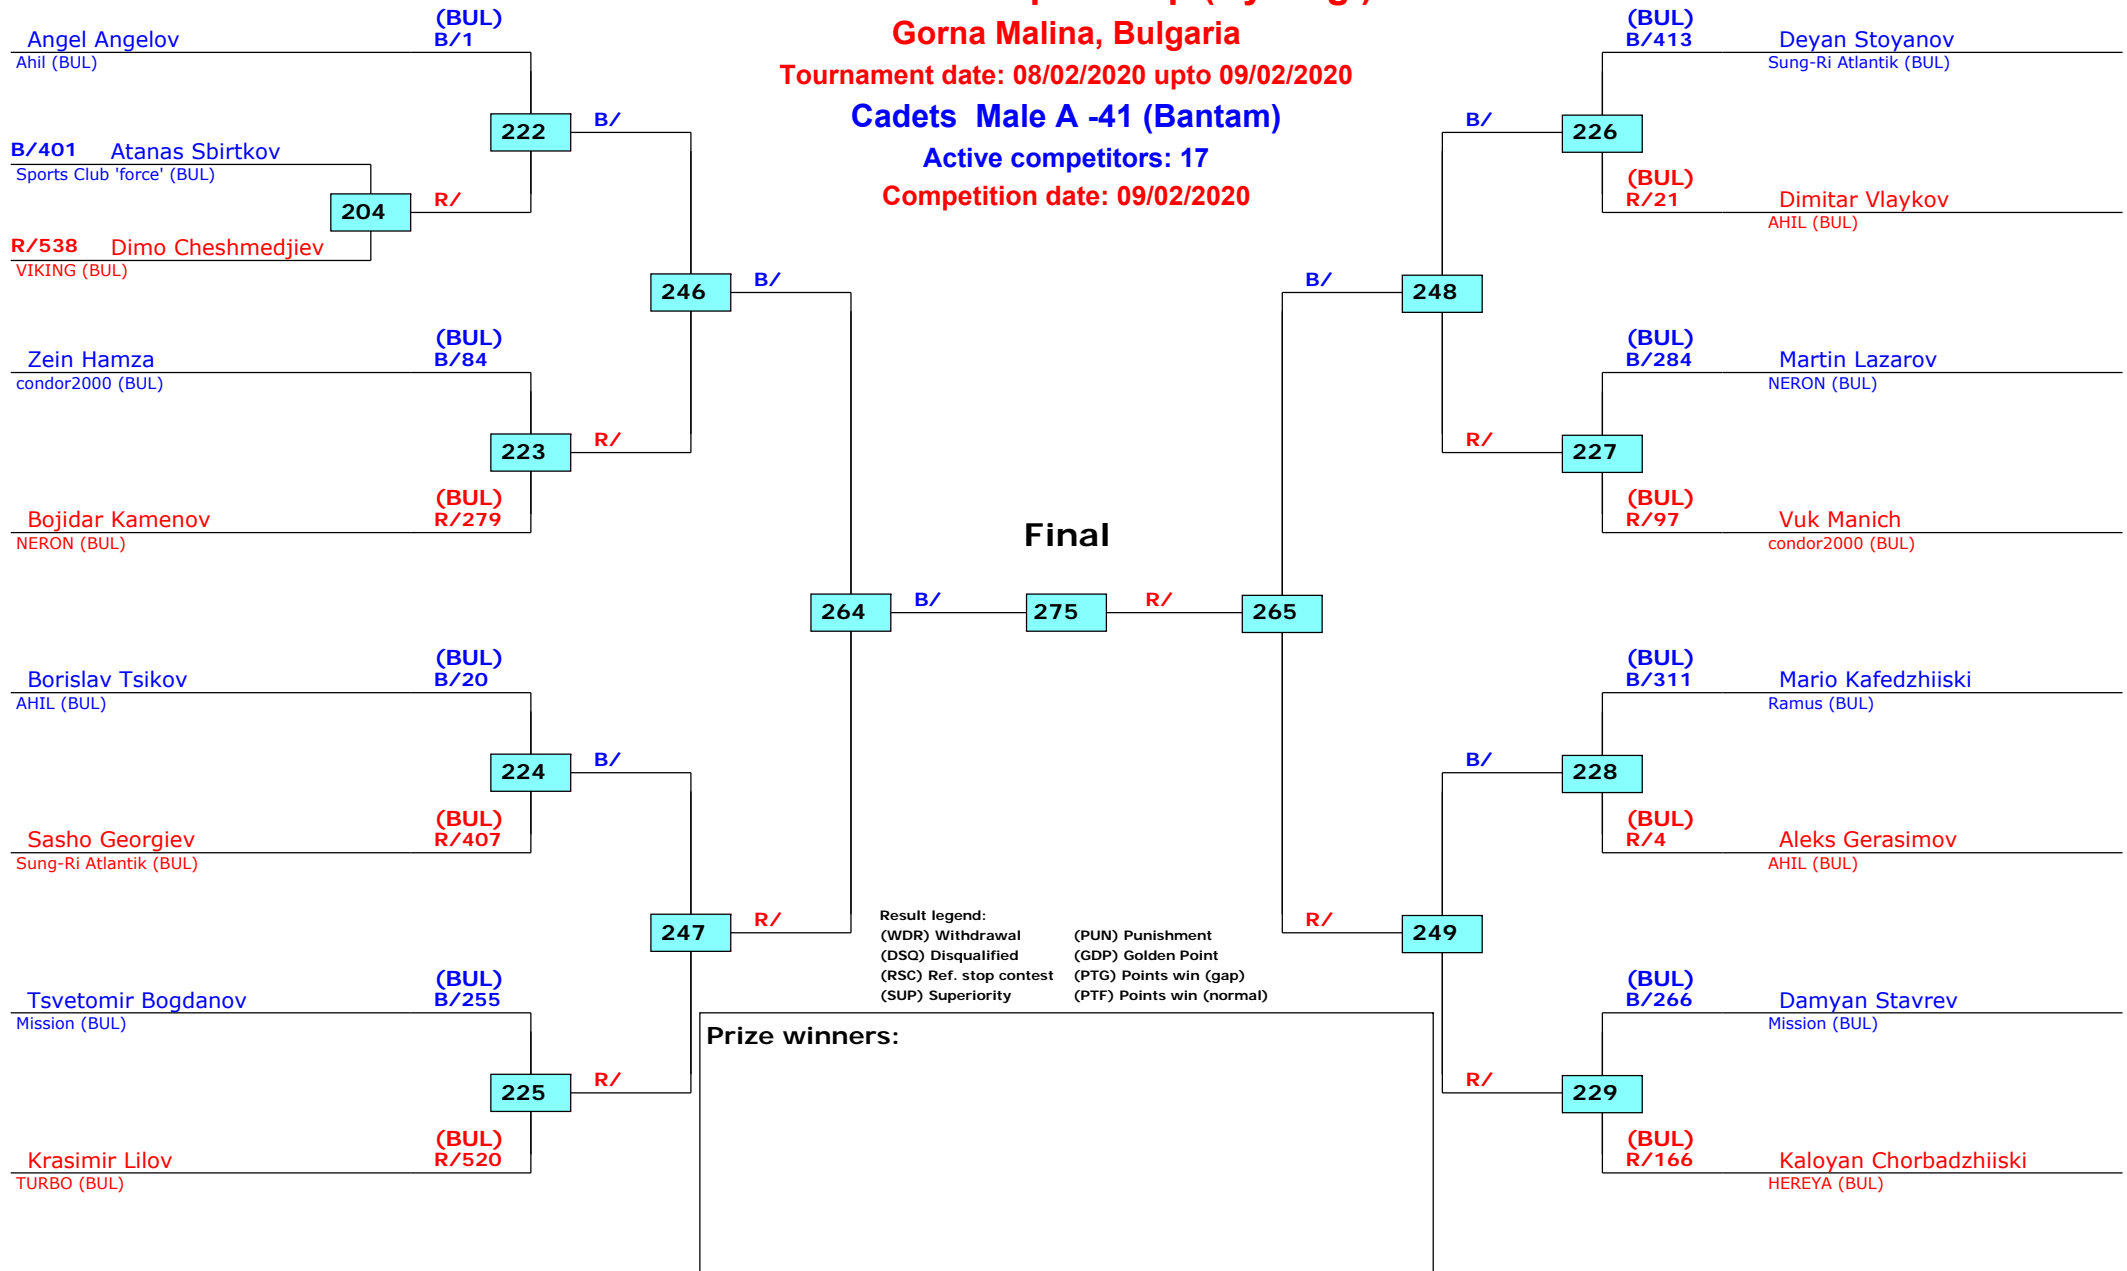 Gorna Malina, Bulgaria
Tournament date: 08/02/2020 upto 09/02/2020
Cadets Male A -41 (Bantam)
Active competitors: 17
Competition date: 09/02/2020
(BUL)
Angel Angelov B/1
Ahil (BUL)
222
B/
B/401 Atanas Sbirtkov
Sports Club 'force' (BUL)
204
R/
R/538 Dimo Cheshmedjiev
VIKING (BUL)
246
B/
(BUL)
Zein Hamza B/84
condor2000 (BUL)
223
R/
(BUL)
Bojidar Kamenov R/279
NERON (BUL)
264
B/
(BUL)
Borislav Tsikov B/20
AHIL (BUL)
224
B/
(BUL)
Sasho Georgiev R/407
Sung-Ri Atlantik (BUL)
247
R/
(BUL)
Tsvetomir Bogdanov B/255
Mission (BUL)
225
R/
(BUL)
Krasimir Lilov R/520
TURBO (BUL)
Final
275
R/
265
(BUL)
B/413 Deyan Stoyanov
Sung-Ri Atlantik (BUL)
B/
226
(BUL)
R/21 Dimitar Vlaykov
AHIL (BUL)
B/
248
(BUL)
B/284 Martin Lazarov
NERON (BUL)
R/
227
(BUL)
R/97 Vuk Manich
condor2000 (BUL)
(BUL)
B/311 Mario Kafedzhiiski
Ramus (BUL)
B/
228
(BUL)
R/4 Aleks Gerasimov
AHIL (BUL)
R/
249
(BUL)
B/266 Damyan Stavrev
Mission (BUL)
R/
229
(BUL)
R/166 Kaloyan Chorbadzhiiski
HEREYA (BUL)
Result legend:
(WDR) Withdrawal (PUN) Punishment
(DSQ) Disqualified (GDP) Golden Point
(RSC) Ref. stop contest (PTG) Points win (gap)
(SUP) Superiority (PTF) Points win (normal)
Prize winners: